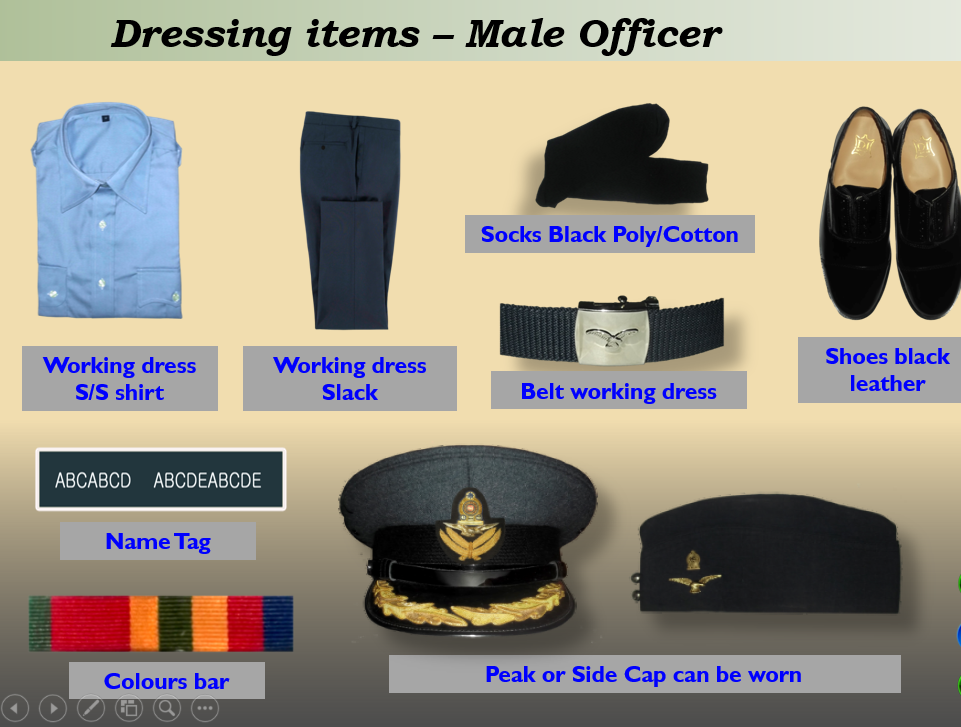 Dressing items – Male Officer
Socks Black Poly/Cotton
Working dress
S/S shirt
Working dress
Slack
Belt working dress
Shoes black
leather
ABCABCD ABCDEABCDE
Name Tag
Colours bar
Peak or Side Cap can be worn